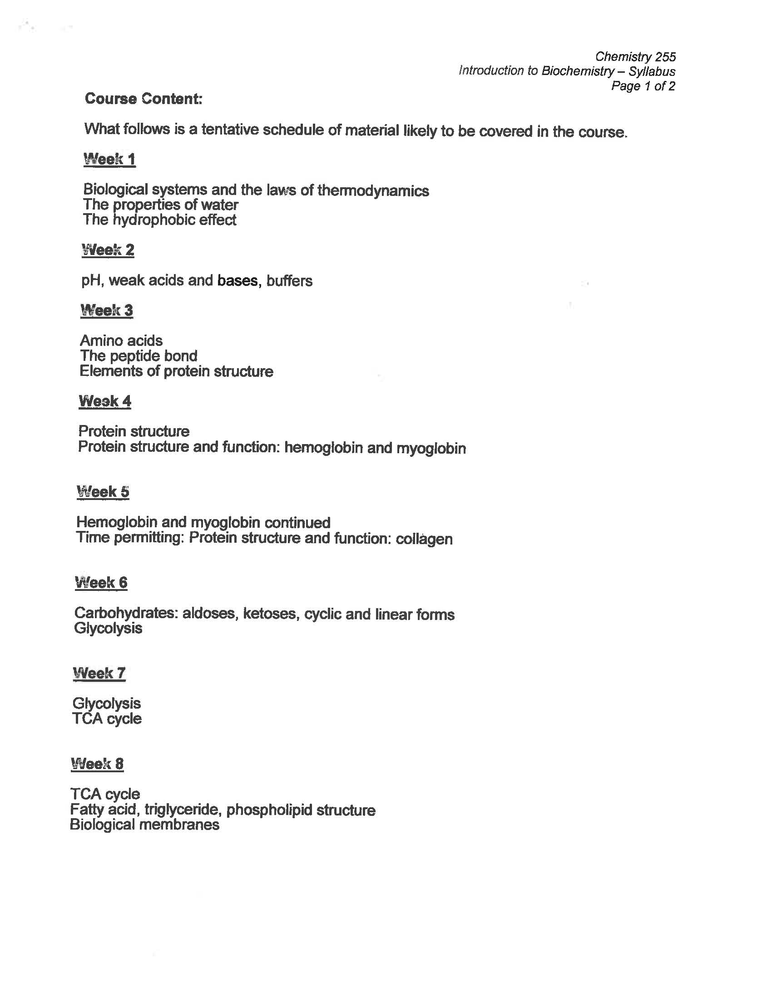 Chemistry 255
Introduction to Biochemistry – Syllabus
Page 1 of 2
Course Content:
What follows is a tentative schedule of material likely to be covered in the course.
Week 1
Biological systems and the laws of thermodynamics
The properties of water
The hydrophobic effect
Week 2
pH, weak acids and bases, buffers
Week 3
Amino acids
The peptide bond
Elements of protein structure
Week 4
Protein structure
Protein structure and function: hemoglobin and myoglobin
Week 5
Hemoglobin and myoglobin continued
Time permitting: Protein structure and function: collagen
Week 6
Carbohydrates: aldoses, ketoses, cyclic and linear forms
Glycolysis
Week 7
Glycolysis
TCA cycle
Week 8
TCA cycle
Fatty acid, triglyceride, phospholipid structure
Biological membranes